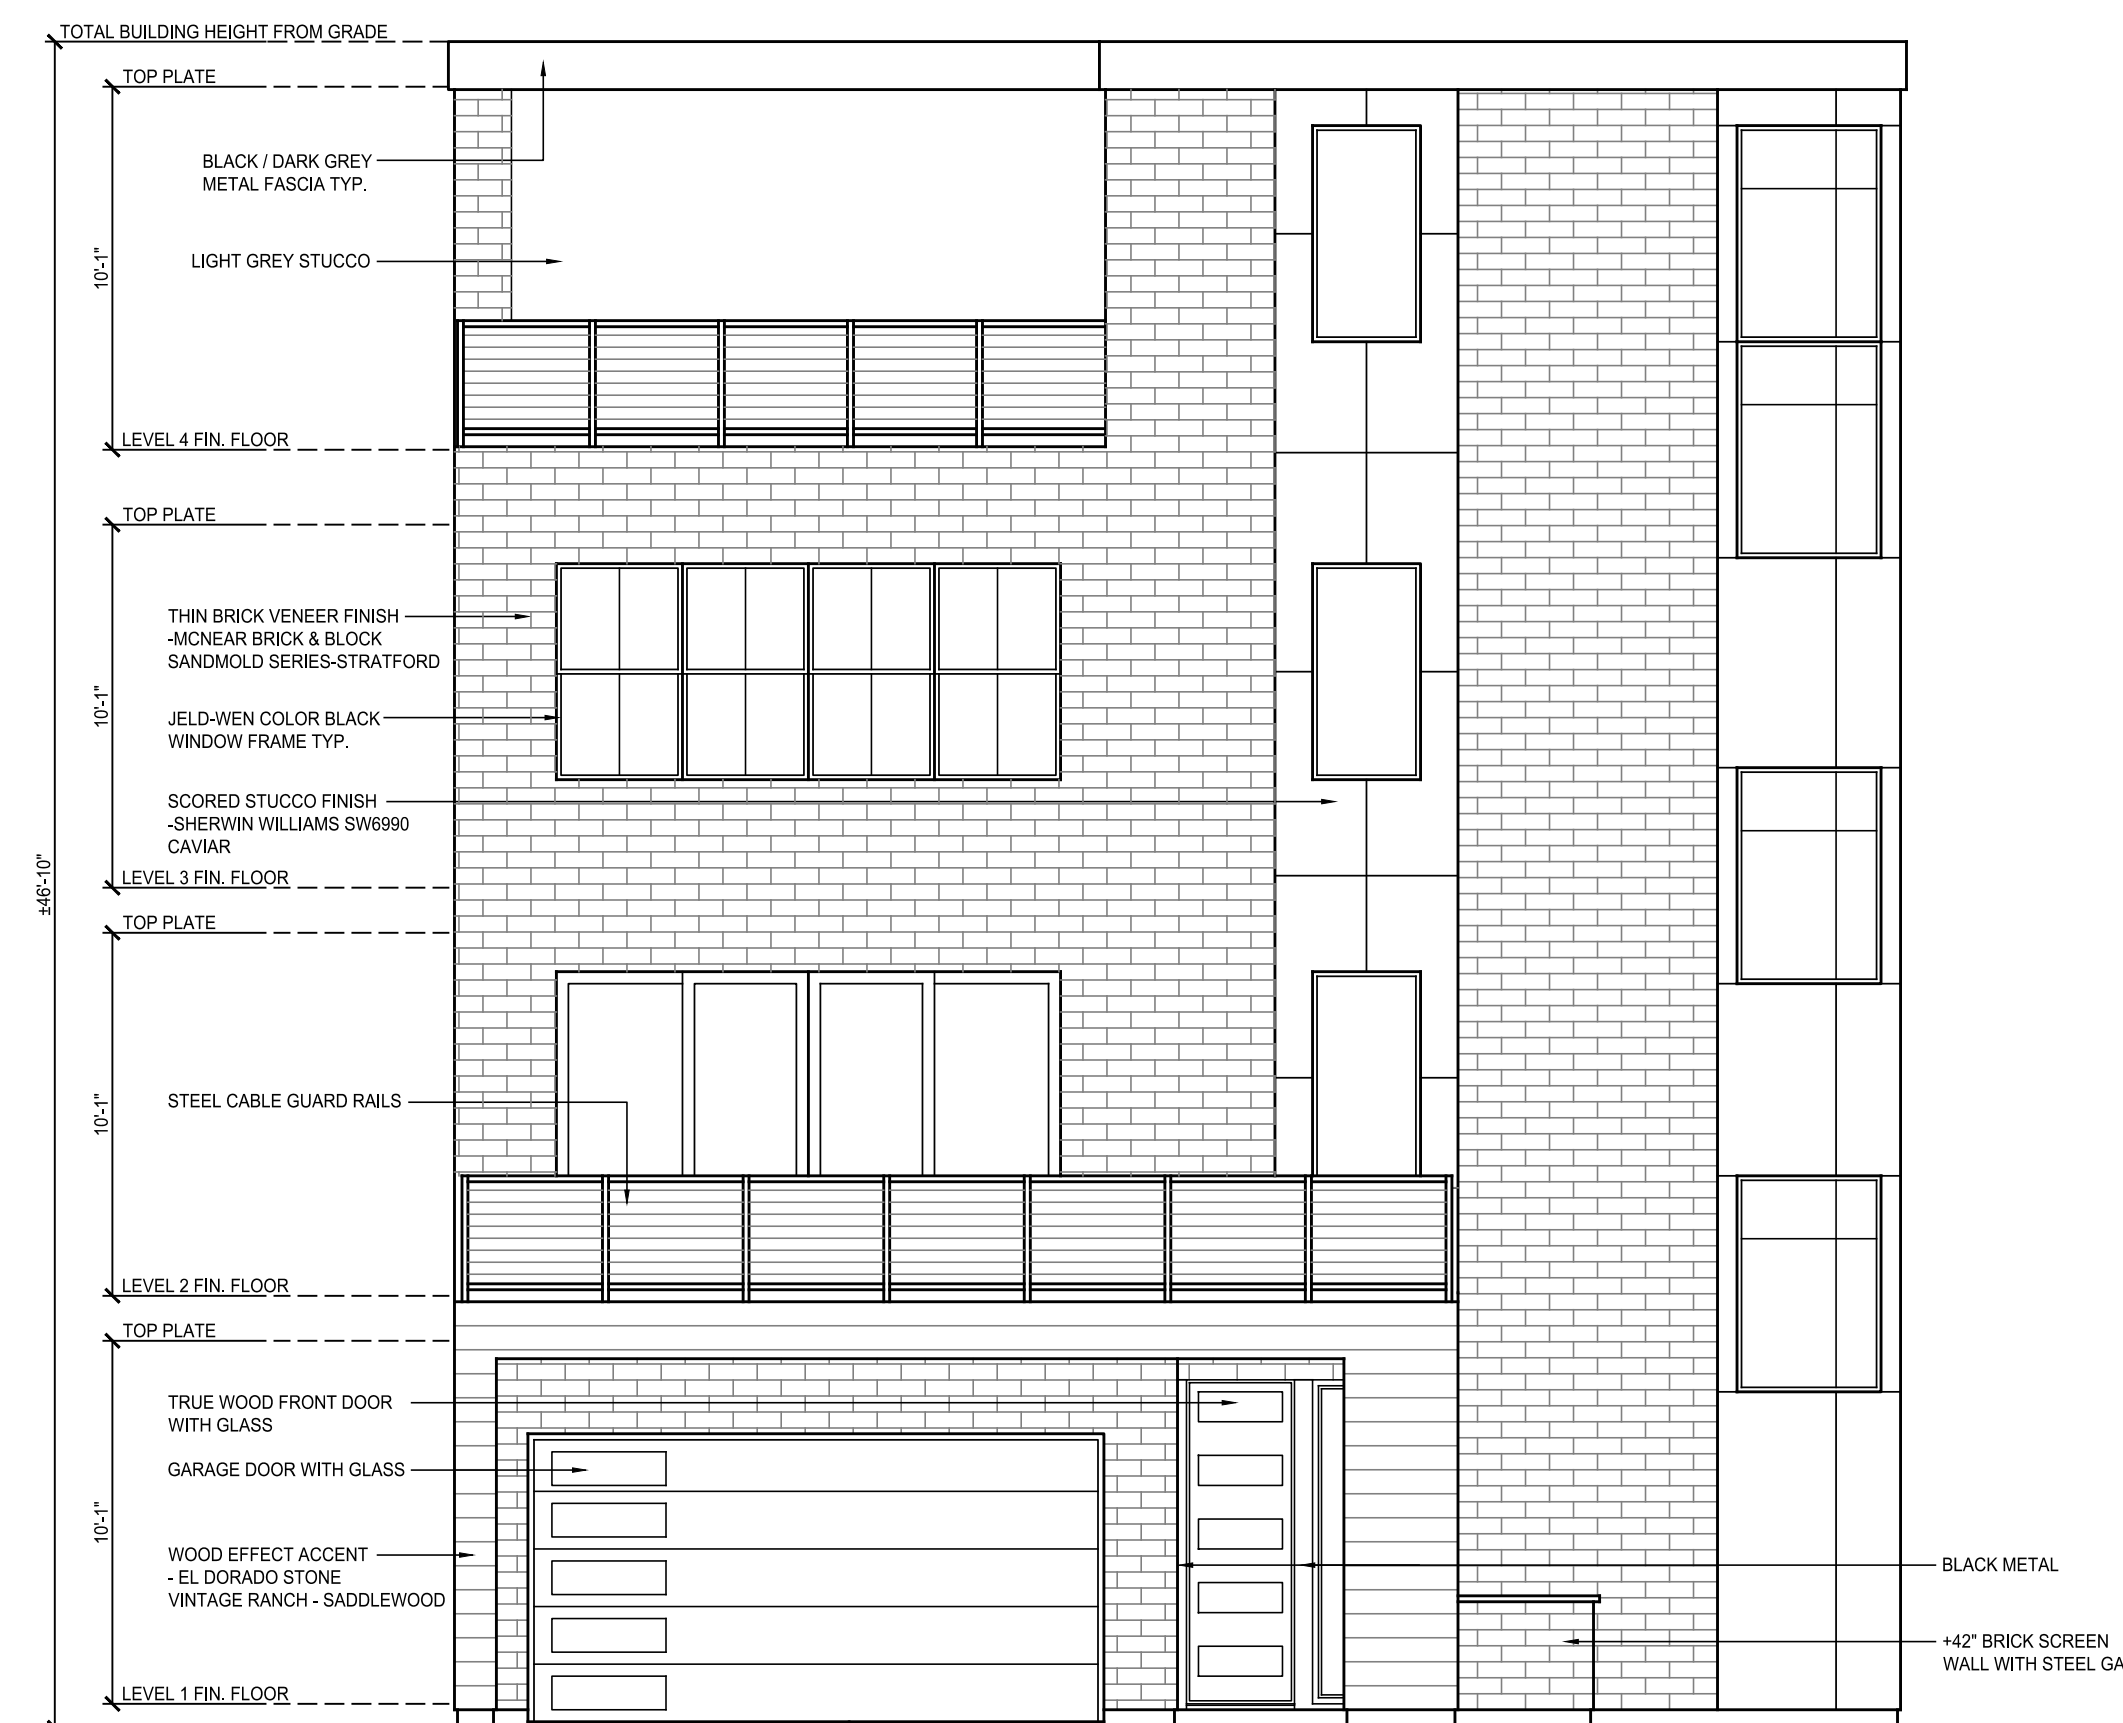 TOTAL BUILDING HEIGHT FROM GRADE
TOP PLATE
BLACK / DARK GREY
METAL FASCIA TYP.
10'-1"
LIGHT GREY STUCCO
LEVEL 4 FIN. FLOOR
TOP PLATE
THIN BRICK VENEER FINISH
-MCNEAR BRICK & BLOCK
SANDMOLD SERIES-STRATFORD
10'-1"
JELD-WEN COLOR BLACK
WINDOW FRAME TYP.
SCORED STUCCO FINISH
-SHERWIN WILLIAMS SW6990
CAVIAR
±46'-10"
LEVEL 3 FIN. FLOOR
TOP PLATE
STEEL CABLE GUARD RAILS
10'-1"
LEVEL 2 FIN. FLOOR
TOP PLATE
TRUE WOOD FRONT DOOR
WITH GLASS
GARAGE DOOR WITH GLASS
10'-1"
WOOD EFFECT ACCENT
- EL DORADO STONE
VINTAGE RANCH - SADDLEWOOD
BLACK METAL
+42" BRICK SCREEN
WALL WITH STEEL GA
LEVEL 1 FIN. FLOOR